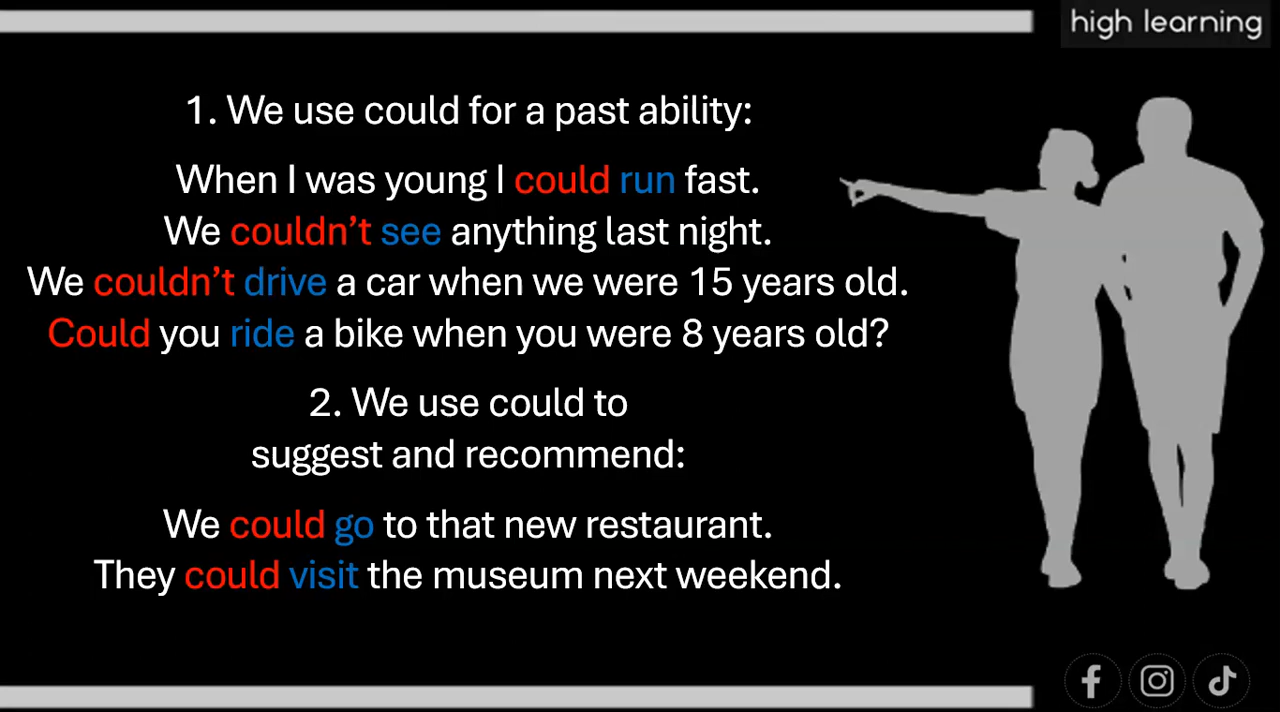 high learning
1. We use could for a past ability:
When I was young I could run fast.
We couldn’t see anything last night.
We couldn’t drive a car when we were 15 years old.
Could you ride a bike when you were 8 years old?
2. We use could to
suggest and recommend:
We could go to that new restaurant.
They could visit the museum next weekend.